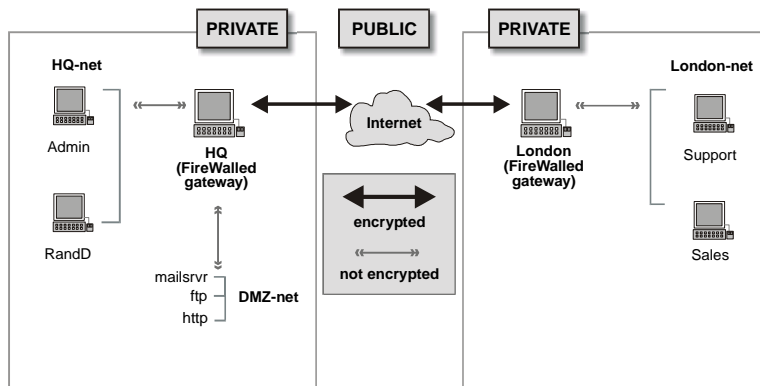 PRIVATE
PUBLIC
PRIVATE
HQ-net
London-net
Admin
HQ
(FireWalled
gateway)
Internet
London
(FireWalled
gateway)
Support
RandD
encrypted
Sales
not encrypted
mailsrvr
ftp
DMZ-net
http